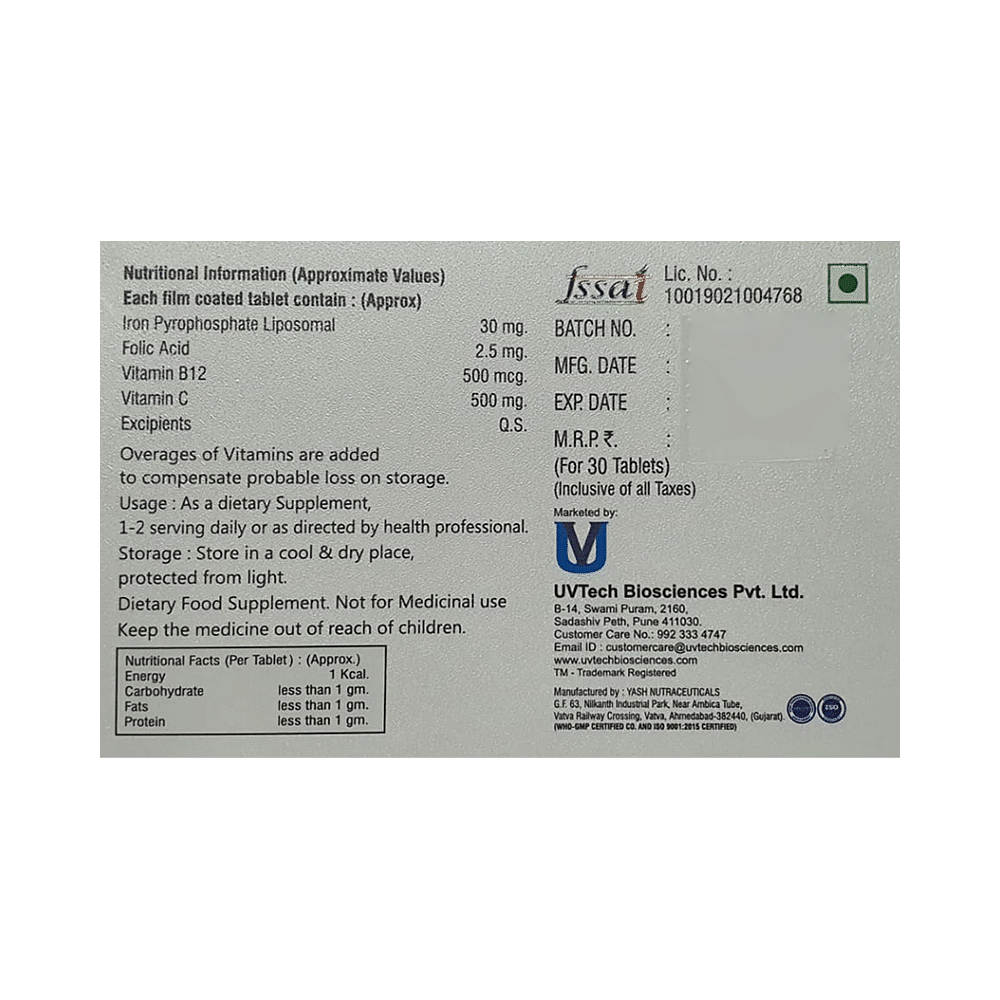 Nutritional Information (Approximate Values)
Each film coated tablet contain : (Approx)
Iron Pyrophosphate Liposomal 30 mg.
Folic Acid 2.5 mg.
Vitamin B12 500 mcg.
Vitamin C 500 mg.
Excipients Q.S.
Overages of Vitamins are added
to compensate probable loss on storage.
Usage : As a dietary Supplement,
1-2 serving daily or as directed by health professional.
Storage : Store in a cool & dry place,
protected from light.
Dietary Food Supplement. Not for Medicinal use
Keep the medicine out of reach of children.
Nutritional Facts (Per Tablet) : (Approx.)
Energy 1 Kcal.
Carbohydrate less than 1 gm.
Fats less than 1 gm.
Protein less than 1 gm.
fssai Lic. No. :
10019021004768
BATCH NO. :
MFG. DATE :
EXP. DATE :
M.R.P. ₹. :
(For 30 Tablets)
(Inclusive of all Taxes)
Marketed by:
UV
UVTech Biosciences Pvt. Ltd.
B-14, Swami Puram, 2160,
Sadashiv Peth, Pune 411030.
Customer Care No.: 992 333 4747
Email ID : customercare@uvtechbiosciences.com
www.uvtechbiosciences.com
TM - Trademark Registered
Manufactured by : YASH NUTRACEUTICALS
G.F. 63, Nilkanth Industrial Park, Near Ambica Tube,
Vatva Railway Crossing, Vatva, Ahmedabad-382440, (Gujarat).
(WHO-GMP CERTIFIED CO. AND ISO 9001:2015 CERTIFIED)
ISO